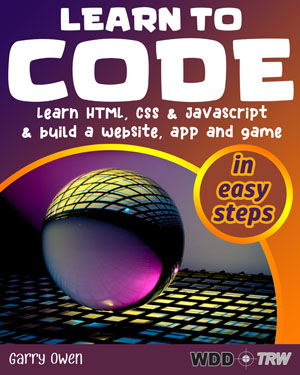 LEARN TO
CODE
Learn HTML, CSS & Javascript
& build a website, app and game
in
easy
steps
Garry Owen
WDD TRW